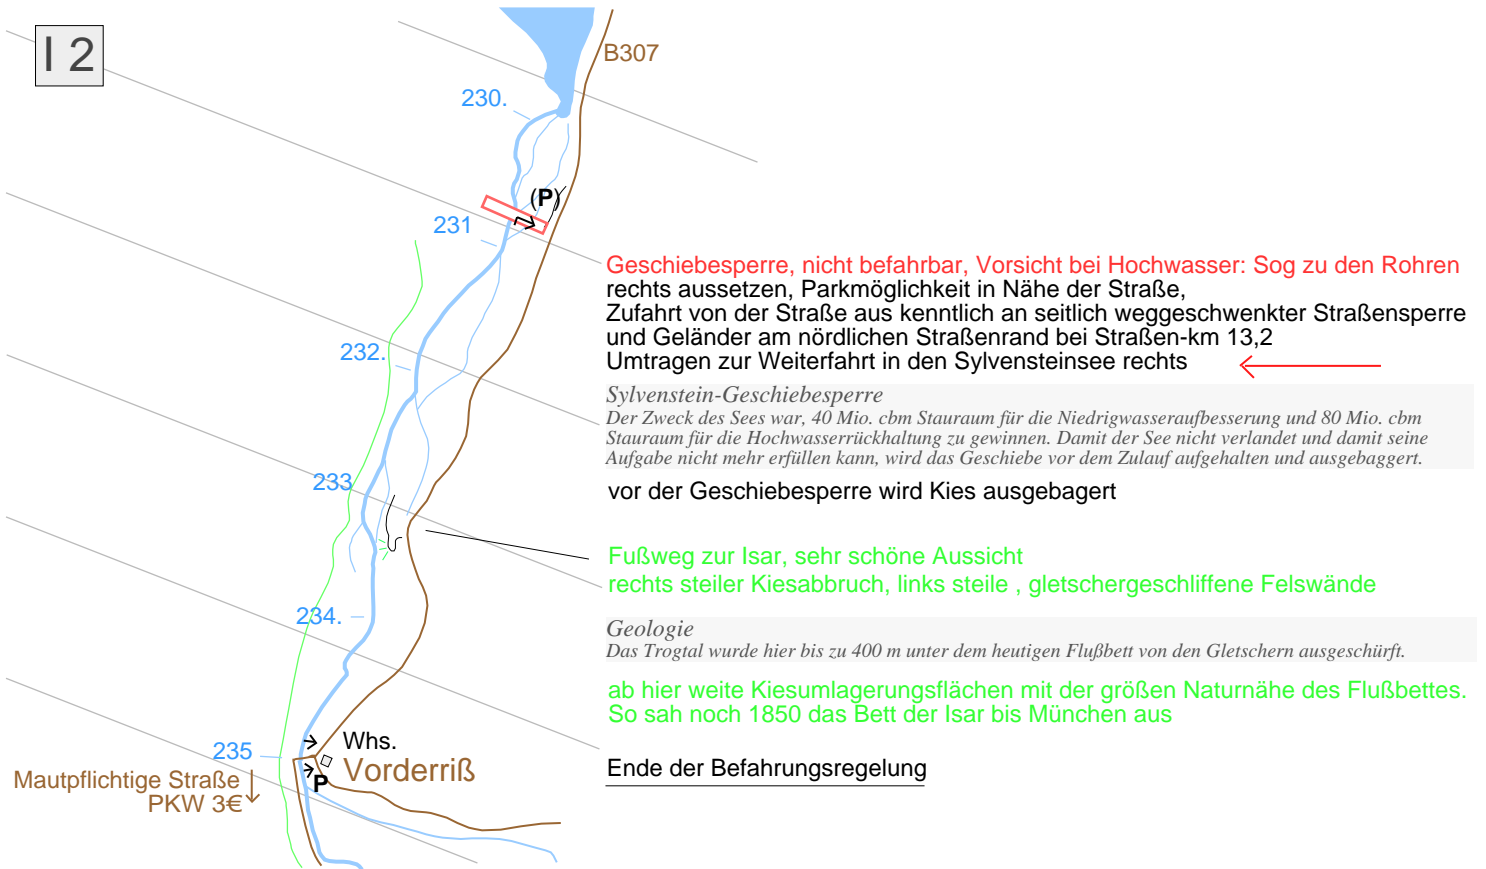 I 2
B307
230.
(P)
231
Geschiebesperre, nicht befahrbar, Vorsicht bei Hochwasser: Sog zu den Rohren
rechts aussetzen, Parkmöglichkeit in Nähe der Straße,
Zufahrt von der Straße aus kenntlich an seitlich weggeschwenkter Straßensperre
und Geländer am nördlichen Straßenrand bei Straßen-km 13,2
Umtragen zur Weiterfahrt in den Sylvensteinsee rechts
232.
Sylvenstein-Geschiebesperre
Der Zweck des Sees war, 40 Mio. cbm Stauraum für die Niedrigwasseraufbesserung und 80 Mio. cbm
Stauraum für die Hochwasserrückhaltung zu gewinnen. Damit der See nicht verlandet und damit seine
Aufgabe nicht mehr erfüllen kann, wird das Geschiebe vor dem Zulauf aufgehalten und ausgebaggert.
233
vor der Geschiebesperre wird Kies ausgebagert
Fußweg zur Isar, sehr schöne Aussicht
rechts steiler Kiesabbruch, links steile , gletschergeschliffene Felswände
234.
Geologie
Das Trogtal wurde hier bis zu 400 m unter dem heutigen Flußbett von den Gletschern ausgeschürft.
ab hier weite Kiesumlagerungsflächen mit der größen Naturnähe des Flußbettes.
So sah noch 1850 das Bett der Isar bis München aus
235
Whs.
Vorderriß
P
Mautpflichtige Straße
PKW 3€
Ende der Befahrungsregelung